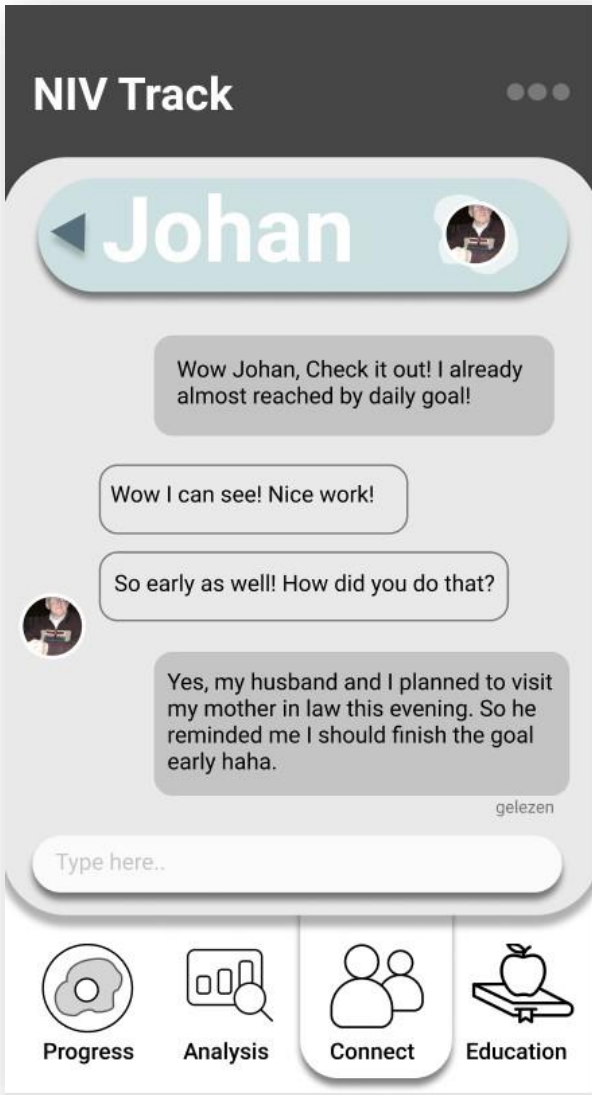 NIV Track
Johan
Wow Johan, Check it out! I already
almost reached by daily goal!
Wow I can see! Nice work!
So early as well! How did you do that?
Yes, my husband and I planned to visit
my mother in law this evening. So he
reminded me I should finish the goal
early haha.
gelezen
Type here..
Progress
Analysis
Connect
Education